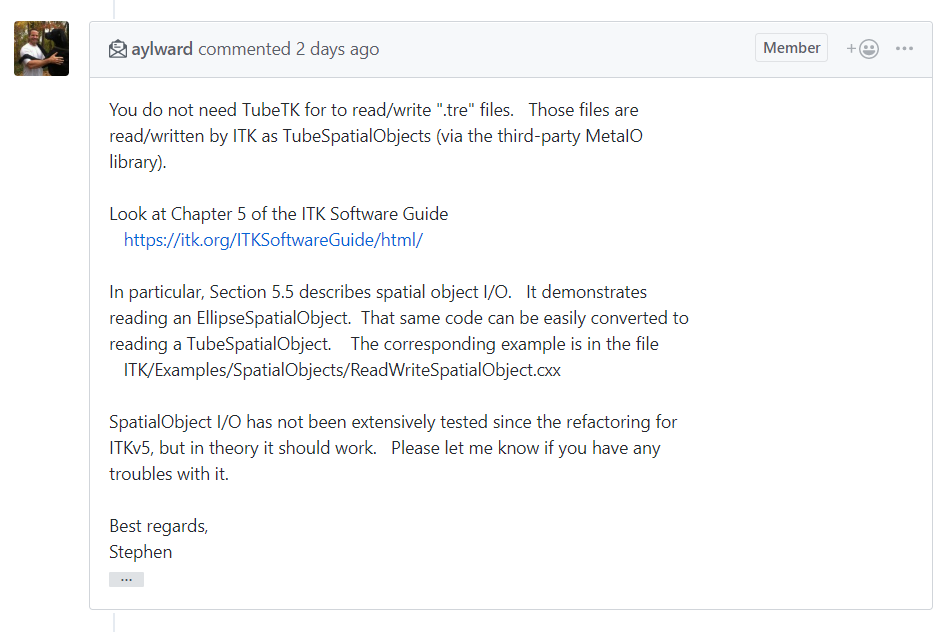 aylward commented 2 days ago
Member
You do not need TubeTK for to read/write ".tre" files. Those files are
read/written by ITK as TubeSpatialObjects (via the third-party MetaIO
library).
Look at Chapter 5 of the ITK Software Guide
https://itk.org/ITKSoftwareGuide/html/
In particular, Section 5.5 describes spatial object I/O. It demonstrates
reading an EllipseSpatialObject. That same code can be easily converted to
reading a TubeSpatialObject. The corresponding example is in the file
ITK/Examples/SpatialObjects/ReadWriteSpatialObject.cxx
SpatialObject I/O has not been extensively tested since the refactoring for
ITKv5, but in theory it should work. Please let me know if you have any
troubles with it.
Best regards,
Stephen